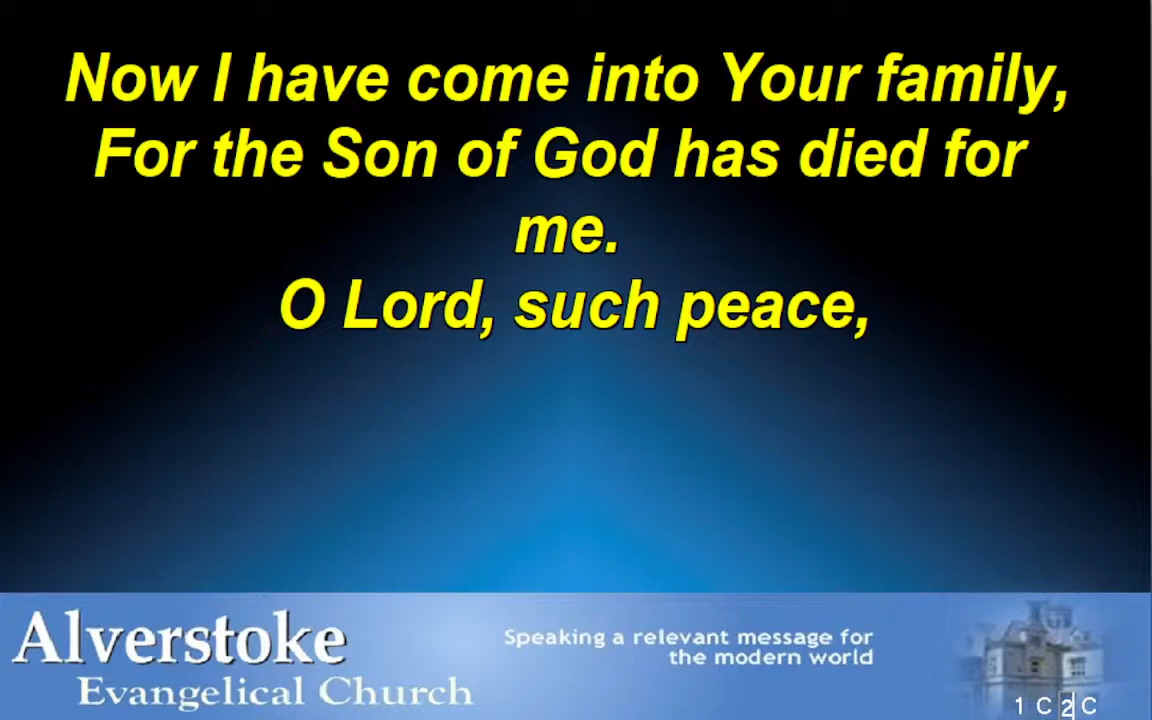 Now I have come into Your family,
For the Son of God has died for
me.
O Lord, such peace,
Alverstoke
Evangelical Church
Speaking a relevant message for
the modern world
1 C 2 C